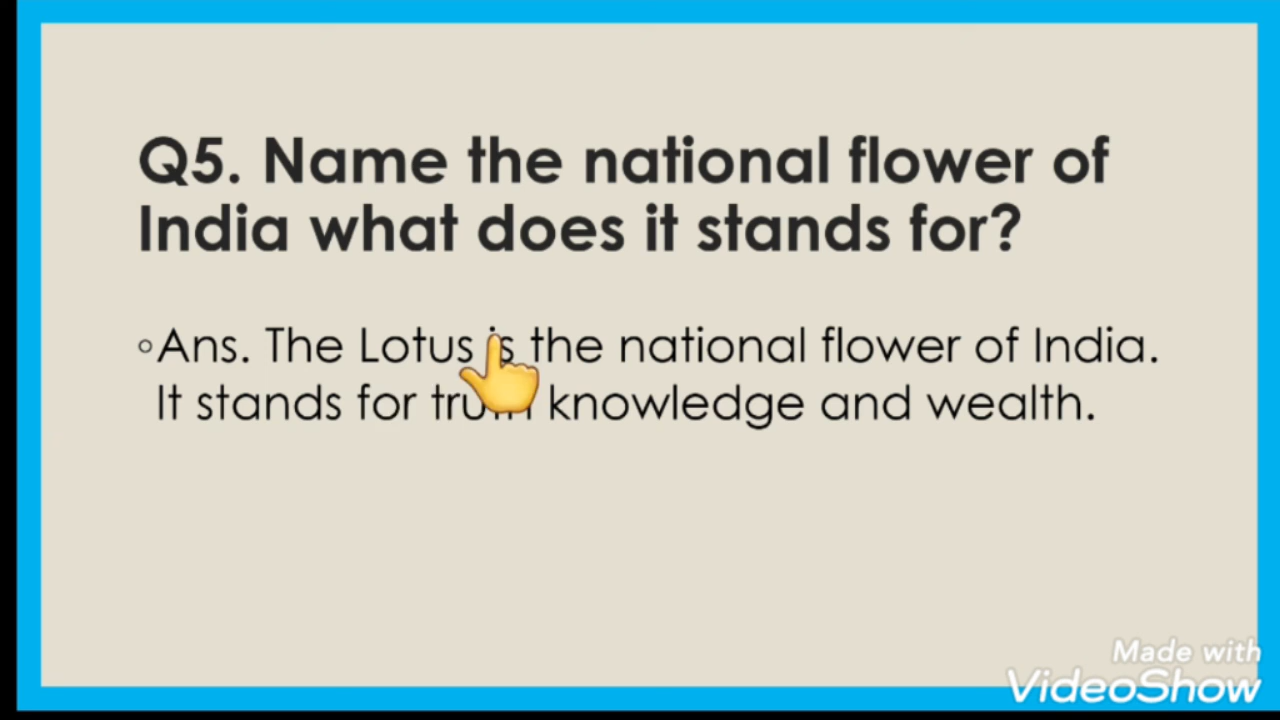 Q5. Name the national flower of
India what does it stands for?
◦Ans. The Lotus is the national flower of India.
It stands for truth knowledge and wealth.
Made with
VideoShow